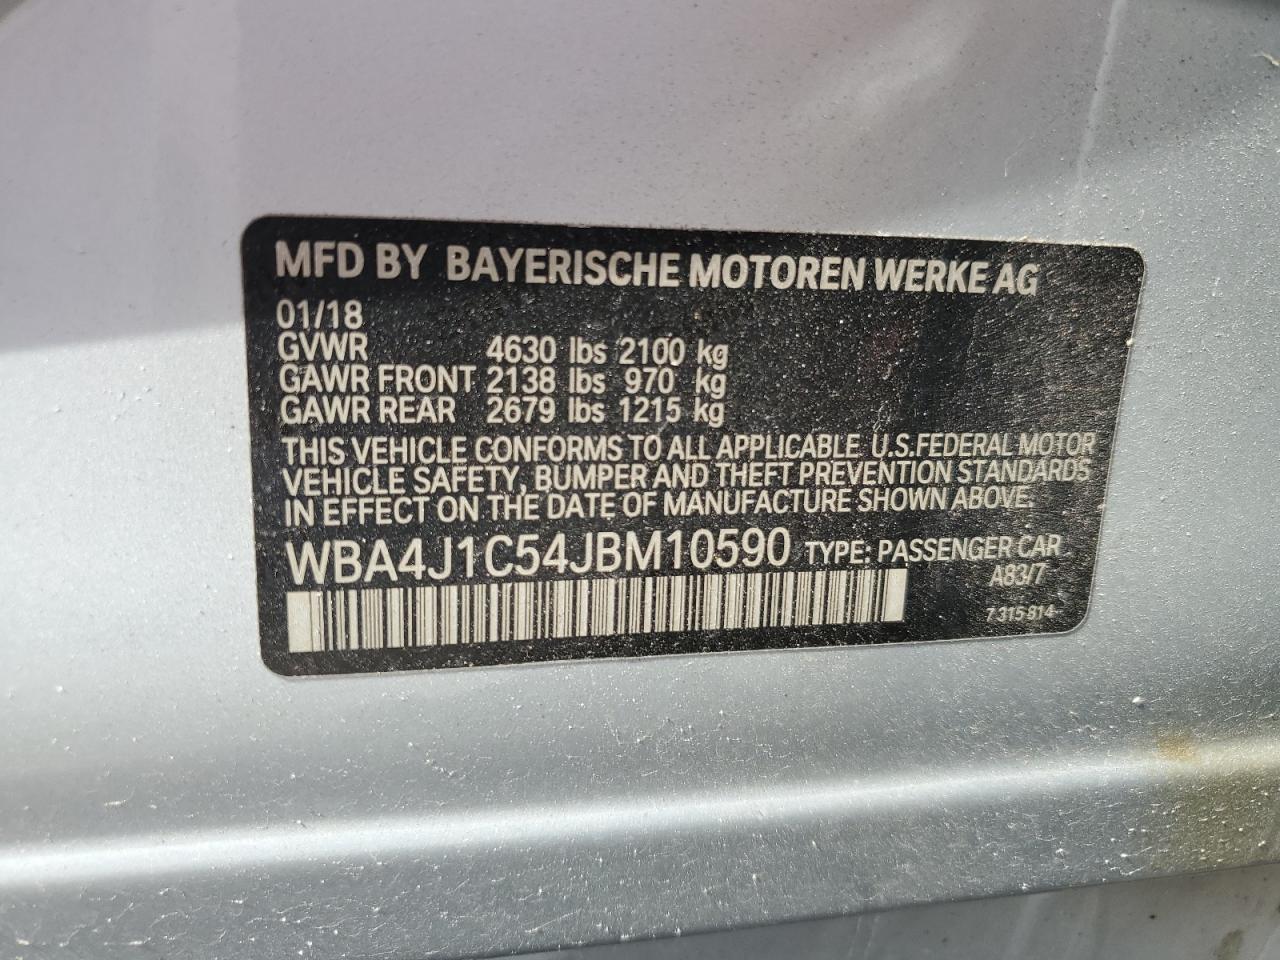 MFD BY BAYERISCHE MOTOREN WERKE AG
01/18
GVWR 4630 lbs 2100 kg
GAWR FRONT 2138 lbs 970 kg
GAWR REAR 2679 lbs 1215 kg
THIS VEHICLE CONFORMS TO ALL APPLICABLE U.S.FEDERAL MOTOR
VEHICLE SAFETY, BUMPER AND THEFT PREVENTION STANDARDS
IN EFFECT ON THE DATE OF MANUFACTURE SHOWN ABOVE.
WBA4J1C54JBM10590 TYPE: PASSENGER CAR
A83/7
7 315 814